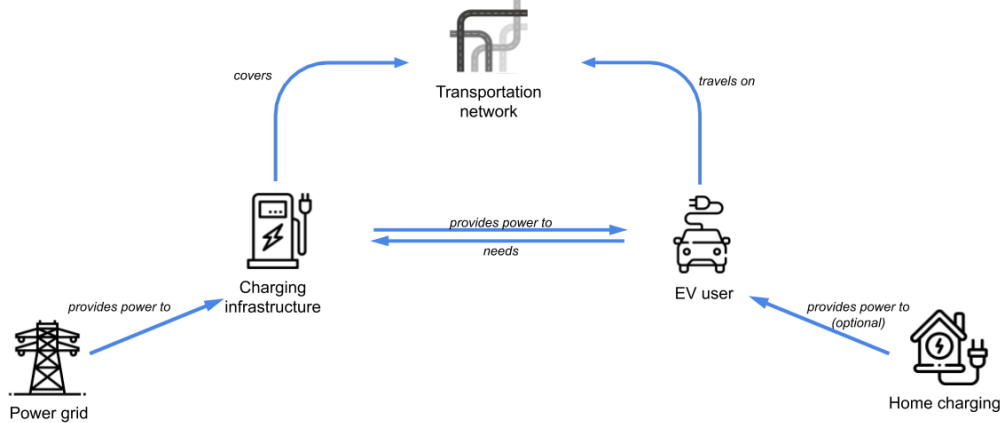 covers
travels on
Transportation
network
provides power to
needs
Charging
infrastructure
EV user
provides power to
provides power to
(optional)
Power grid
Home charging